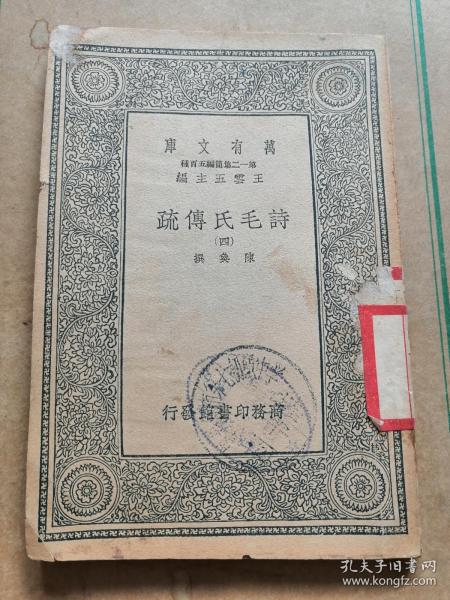 萬有文庫
第一二集簡編五百種
王雲五主編
詩毛氏傳疏
(四)
陳奐撰
商務印書館發行
孔夫子旧书网
www.kongfz.com